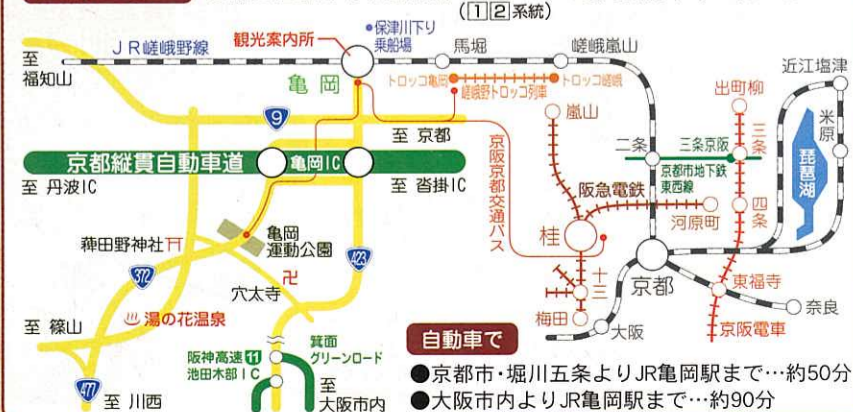 (1 2系統)
●保津川下り
乗船場
JR嵯峨野線
観光案内所
馬堀
嵯峨嵐山
至
福知山
亀岡
トロッコ亀岡
嵯峨野トロッコ列車
トロッコ嵯峨
近江塩津
出町柳
嵐山
9
至 京都
二条
三条京阪
三条
米原
琵琶湖
京都縦貫自動車道
亀岡IC
京都市地下鉄
東西線
至 丹波IC
至 沓掛IC
京阪京都交通バス
阪急電鉄
河原町
四条
亀岡
運動公園
桂
薭田野神社
372
423
穴太寺
京都
東福寺
十三
至 篠山
湯の花温泉
梅田
大阪
奈良
京阪電車
箕面
グリーンロード
阪神高速11
池田木部IC
自動車で
477
至 川西
至
大阪市内
●京都市・堀川五条よりJR亀岡駅まで…約50分
●大阪市内よりJR亀岡駅まで…約90分